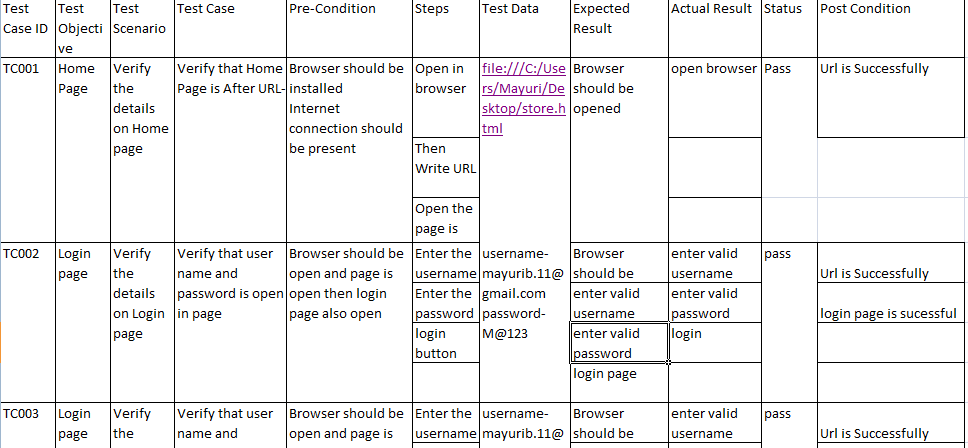 Test Case ID
Test Objective
Test Scenario
Test Case
Pre-Condition
Steps
Test Data
Expected Result
Actual Result
Status
Post Condition
TC001
Home
Page
Verify
the
details
on Home
page
Verify that Home
Page is After URL-
Browser should be
installed
Internet
connection should
be present
Open in
browser
Then
Write URL
Open the
page is
file:///C:/Use
rs/Mayuri/De
sktop/store.h
tml
Browser
should be
opened
open browser
Pass
Url is Successfully
TC002
Login
page
Verify
the
details
on Login
page
Verify that user
name and
password is open
in page
Browser should be
open and page is
open then login
page also open
Enter the
username
Enter the
password
login
button
username-
mayurib.11@
gmail.com
password-
M@123
Browser
should be
enter valid
username
enter valid
password
login page
enter valid
username
enter valid
password
login
pass
Url is Successfully
login page is sucessful
TC003
Login
page
Verify
the
Verify that user
name and
Browser should be
open and page is
Enter the
username
username-
mayurib.11@
Browser
should be
enter valid
username
pass
Url is Successfully